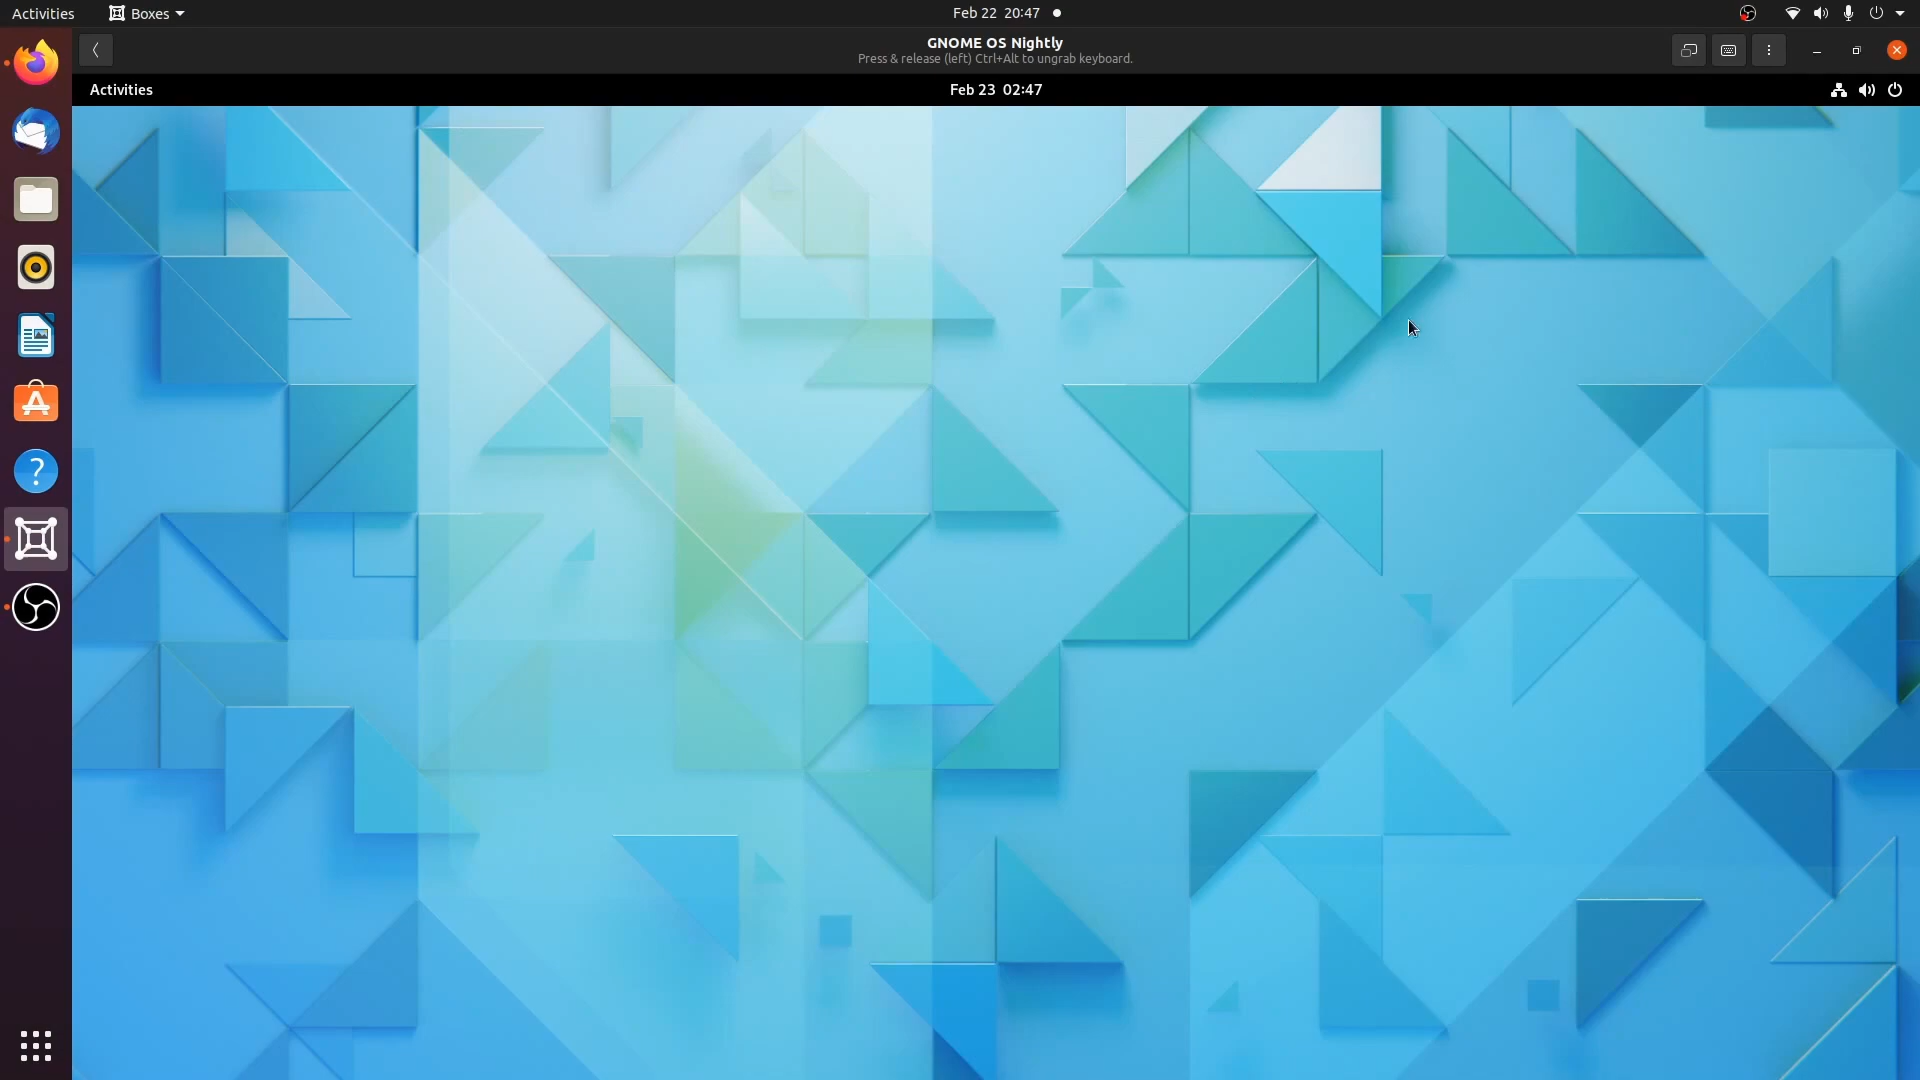 Activities Boxes Feb 22 20:47
GNOME OS Nightly
Press & release (left) Ctrl+Alt to ungrab keyboard.
Activities Feb 23 02:47